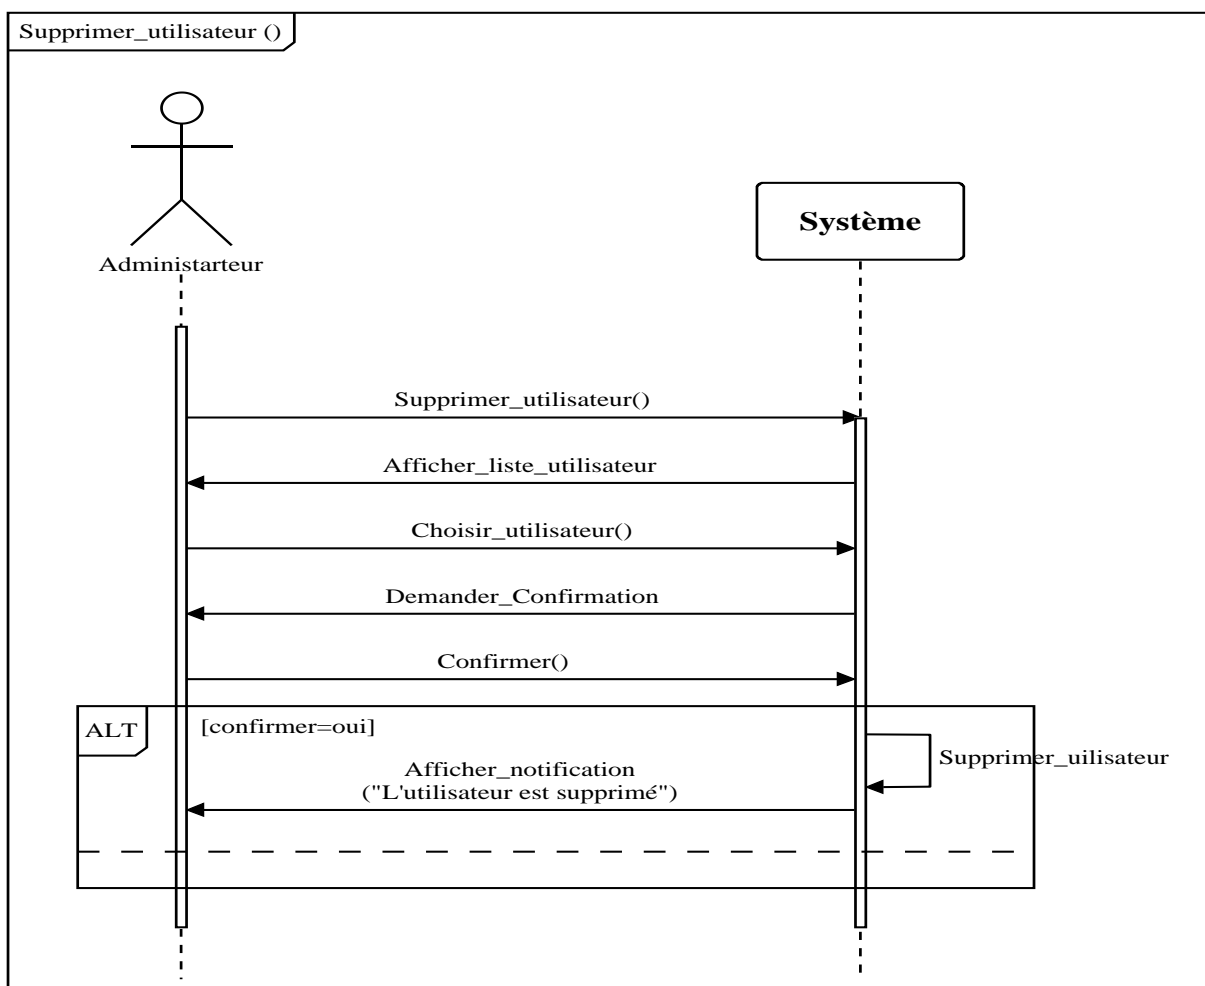 Supprimer_utilisateur ()
Système
Administarteur
Supprimer_utilisateur()
Afficher_liste_utilisateur
Choisir_utilisateur()
Demander_Confirmation
Confirmer()
ALT
[confirmer=oui]
Supprimer_uilisateur
Afficher_notification
("L'utilisateur est supprimé")